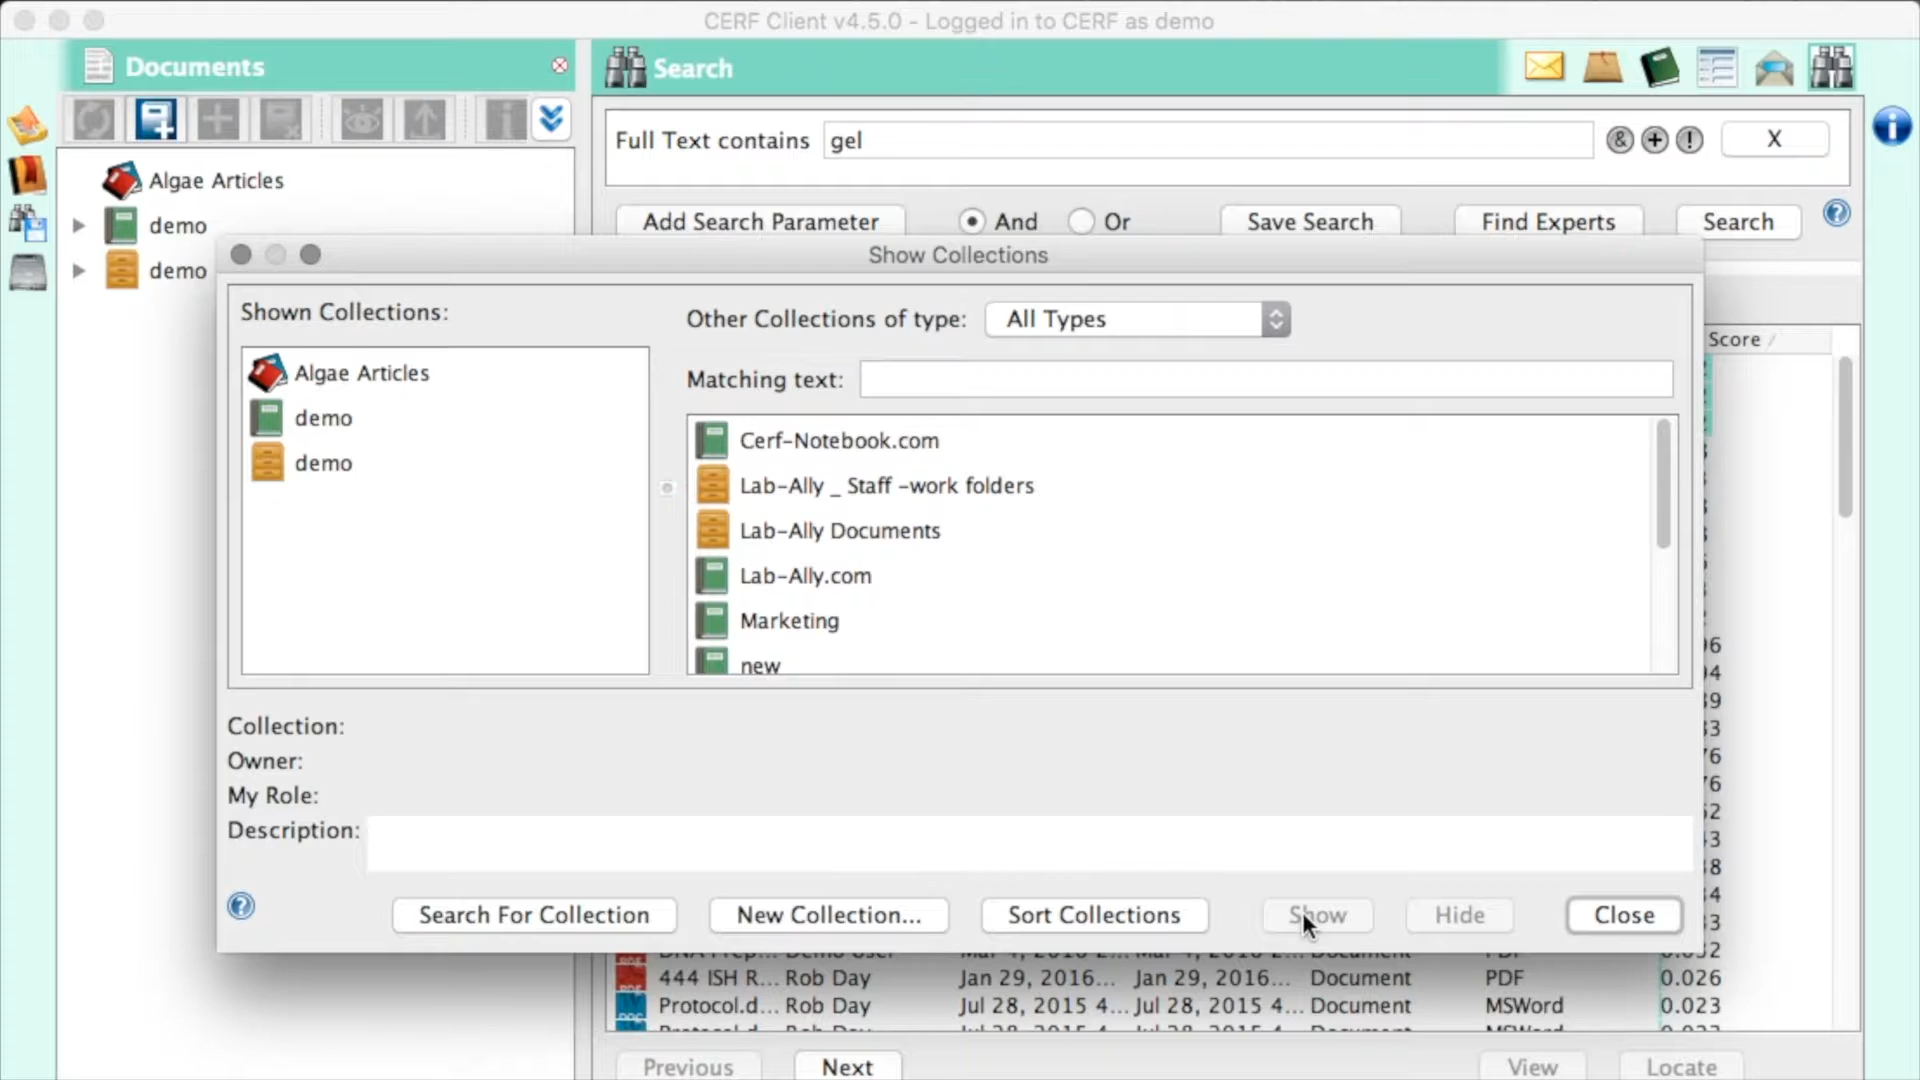 CERF Client v4.5.0 - Logged in to CERF as demo
Documents
Search
Full Text contains gel X
Algae Articles
demo
demo
Add Search Parameter And Or Save Search Find Experts Search
Show Collections
Shown Collections:
Algae Articles
demo
demo
Other Collections of type: All Types
Matching text:
Cerf-Notebook.com
Lab-Ally _ Staff -work folders
Lab-Ally Documents
Lab-Ally.com
Marketing
new
Score
Collection:
Owner:
My Role:
Description:
Search For Collection New Collection... Sort Collections Show Hide Close
444 ISH R... Rob Day Jan 29, 2016... Jan 29, 2016... Document PDF 0.026
Protocol.d... Rob Day Jul 28, 2015 4... Jul 28, 2015 4... Document MSWord 0.023
Previous Next View Locate